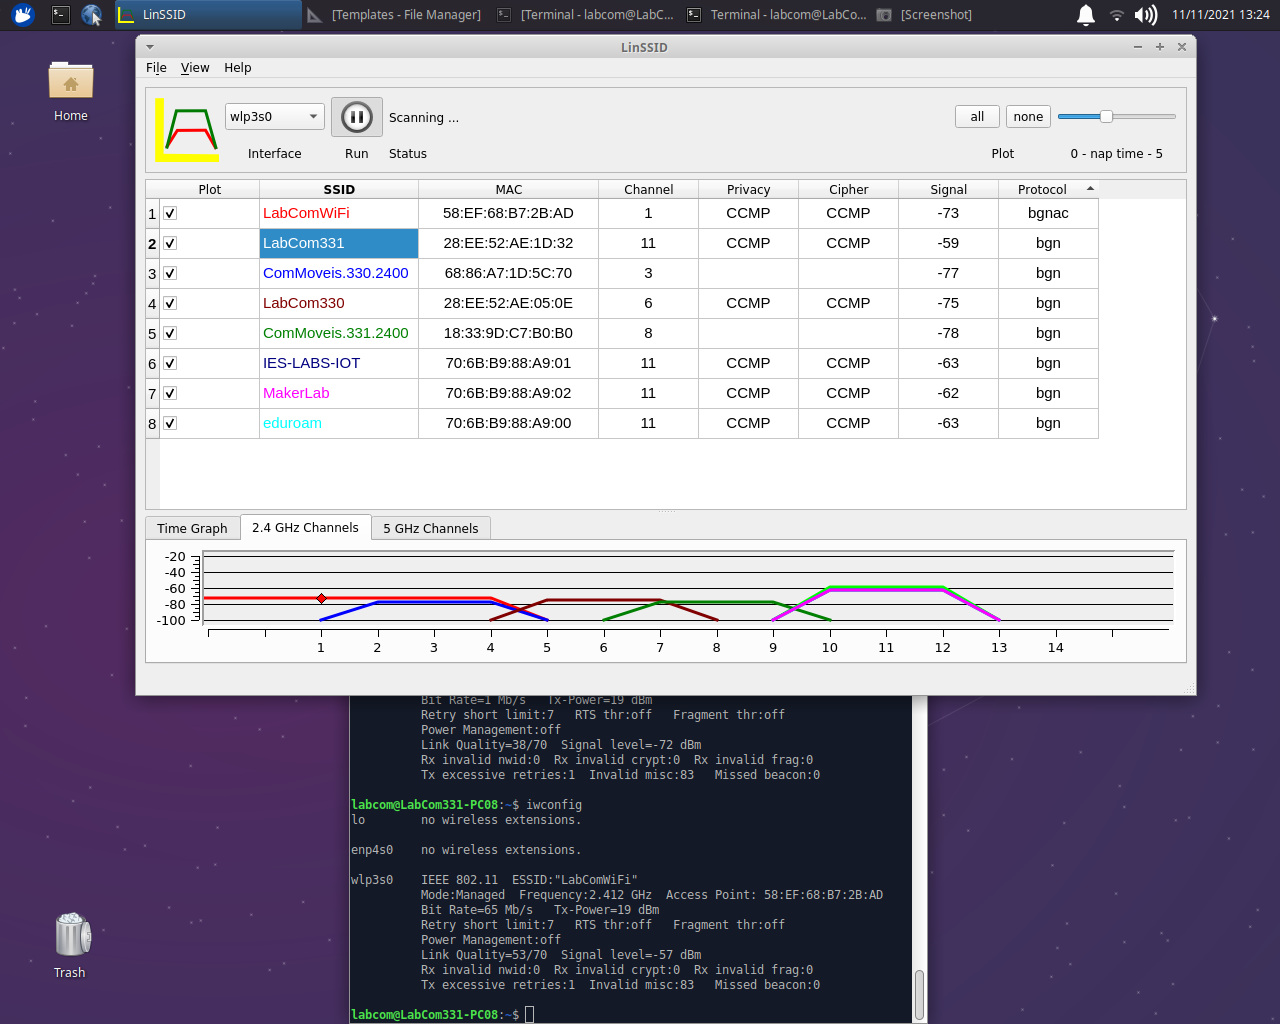 LinSSID
[Templates - File Manager]
[Terminal - labcom@LabC...
Terminal - labcom@LabCo...
[Screenshot]
11/11/2021 13:24
LinSSID
File View Help
Home
wlp3s0
Scanning ...
all none
Interface Run Status Plot 0 - nap time - 5
Plot SSID MAC Channel Privacy Cipher Signal Protocol
1 LabComWiFi 58:EF:68:B7:2B:AD 1 CCMP CCMP -73 bgnac
2 LabCom331 28:EE:52:AE:1D:32 11 CCMP CCMP -59 bgn
3 ComMoveis.330.2400 68:86:A7:1D:5C:70 3 -77 bgn
4 LabCom330 28:EE:52:AE:05:0E 6 CCMP CCMP -75 bgn
5 ComMoveis.331.2400 18:33:9D:C7:B0:B0 8 -78 bgn
6 IES-LABS-IOT 70:6B:B9:88:A9:01 11 CCMP CCMP -63 bgn
7 MakerLab 70:6B:B9:88:A9:02 11 CCMP CCMP -62 bgn
8 eduroam 70:6B:B9:88:A9:00 11 CCMP CCMP -63 bgn
Time Graph 2.4 GHz Channels 5 GHz Channels
-20
-40
-60
-80
-100
1 2 3 4 5 6 7 8 9 10 11 12 13 14
Bit Rate=1 Mb/s Tx-Power=19 dBm
Retry short limit:7 RTS thr:off Fragment thr:off
Power Management:off
Link Quality=38/70 Signal level=-72 dBm
Rx invalid nwid:0 Rx invalid crypt:0 Rx invalid frag:0
Tx excessive retries:1 Invalid misc:83 Missed beacon:0
labcom@LabCom331-PC08:~$ iwconfig
lo no wireless extensions.
enp4s0 no wireless extensions.
wlp3s0 IEEE 802.11 ESSID:"LabComWiFi"
Mode:Managed Frequency:2.412 GHz Access Point: 58:EF:68:B7:2B:AD
Bit Rate=65 Mb/s Tx-Power=19 dBm
Retry short limit:7 RTS thr:off Fragment thr:off
Power Management:off
Link Quality=53/70 Signal level=-57 dBm
Rx invalid nwid:0 Rx invalid crypt:0 Rx invalid frag:0
Tx excessive retries:1 Invalid misc:83 Missed beacon:0
labcom@LabCom331-PC08:~$
Trash